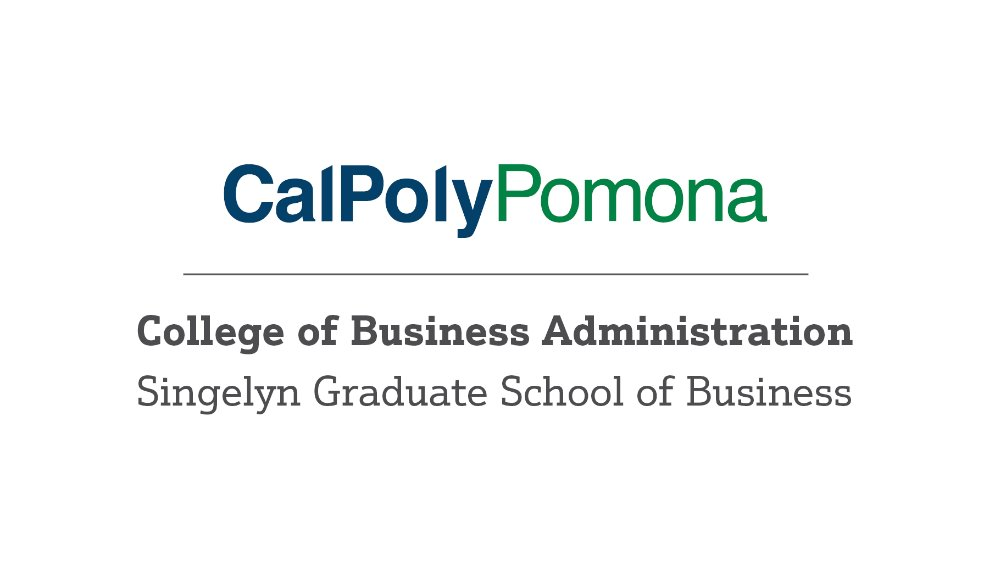 CalPolyPomona
College of Business Administration
Singelyn Graduate School of Business